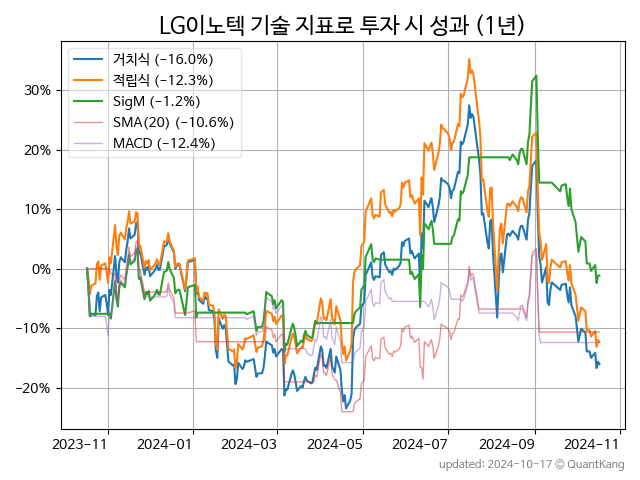 LG이노텍 기술 지표로 투자 시 성과 (1년)
거치식 (−16.0%)
적립식 (−12.3%)
SigM (−1.2%)
SMA(20) (−10.6%)
MACD (−12.4%)
30%
20%
10%
0%
−10%
−20%
2023-11 2024-01 2024-03 2024-05 2024-07 2024-09 2024-11
updated: 2024-10-17 © QuantKang